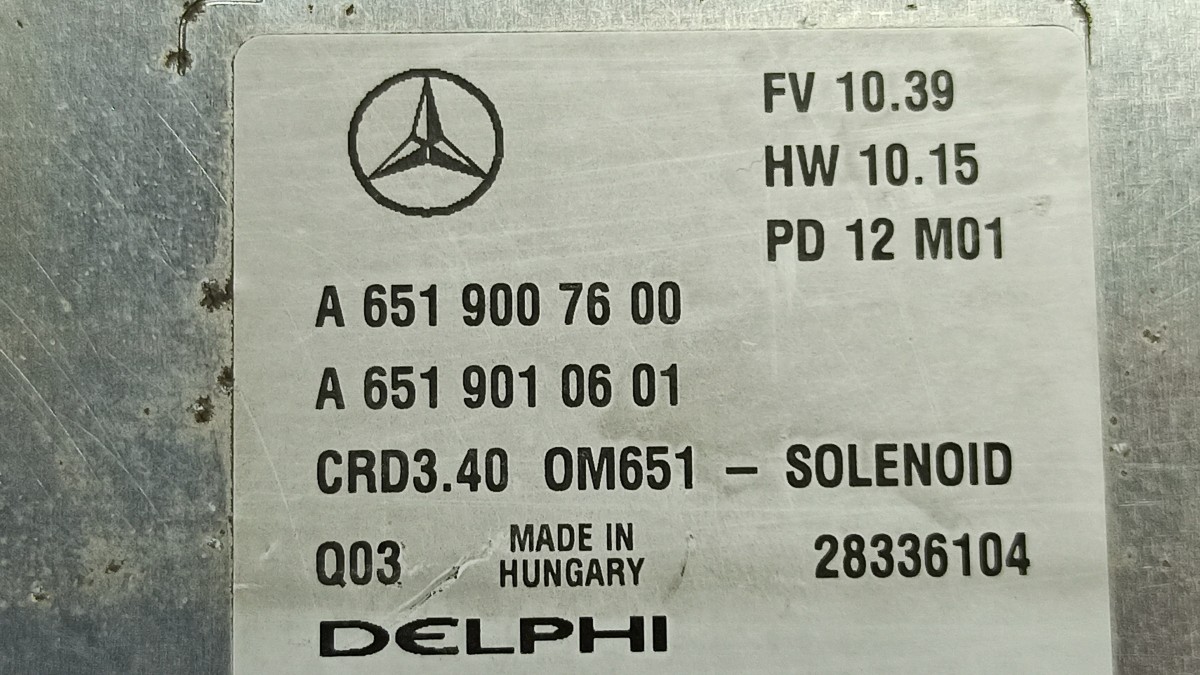 FV 10.39
HW 10.15
PD 12 M01
A 651 900 76 00
A 651 901 06 01
CRD3.40 OM651 – SOLENOID
Q03 MADE IN HUNGARY 28336104
DELPHI